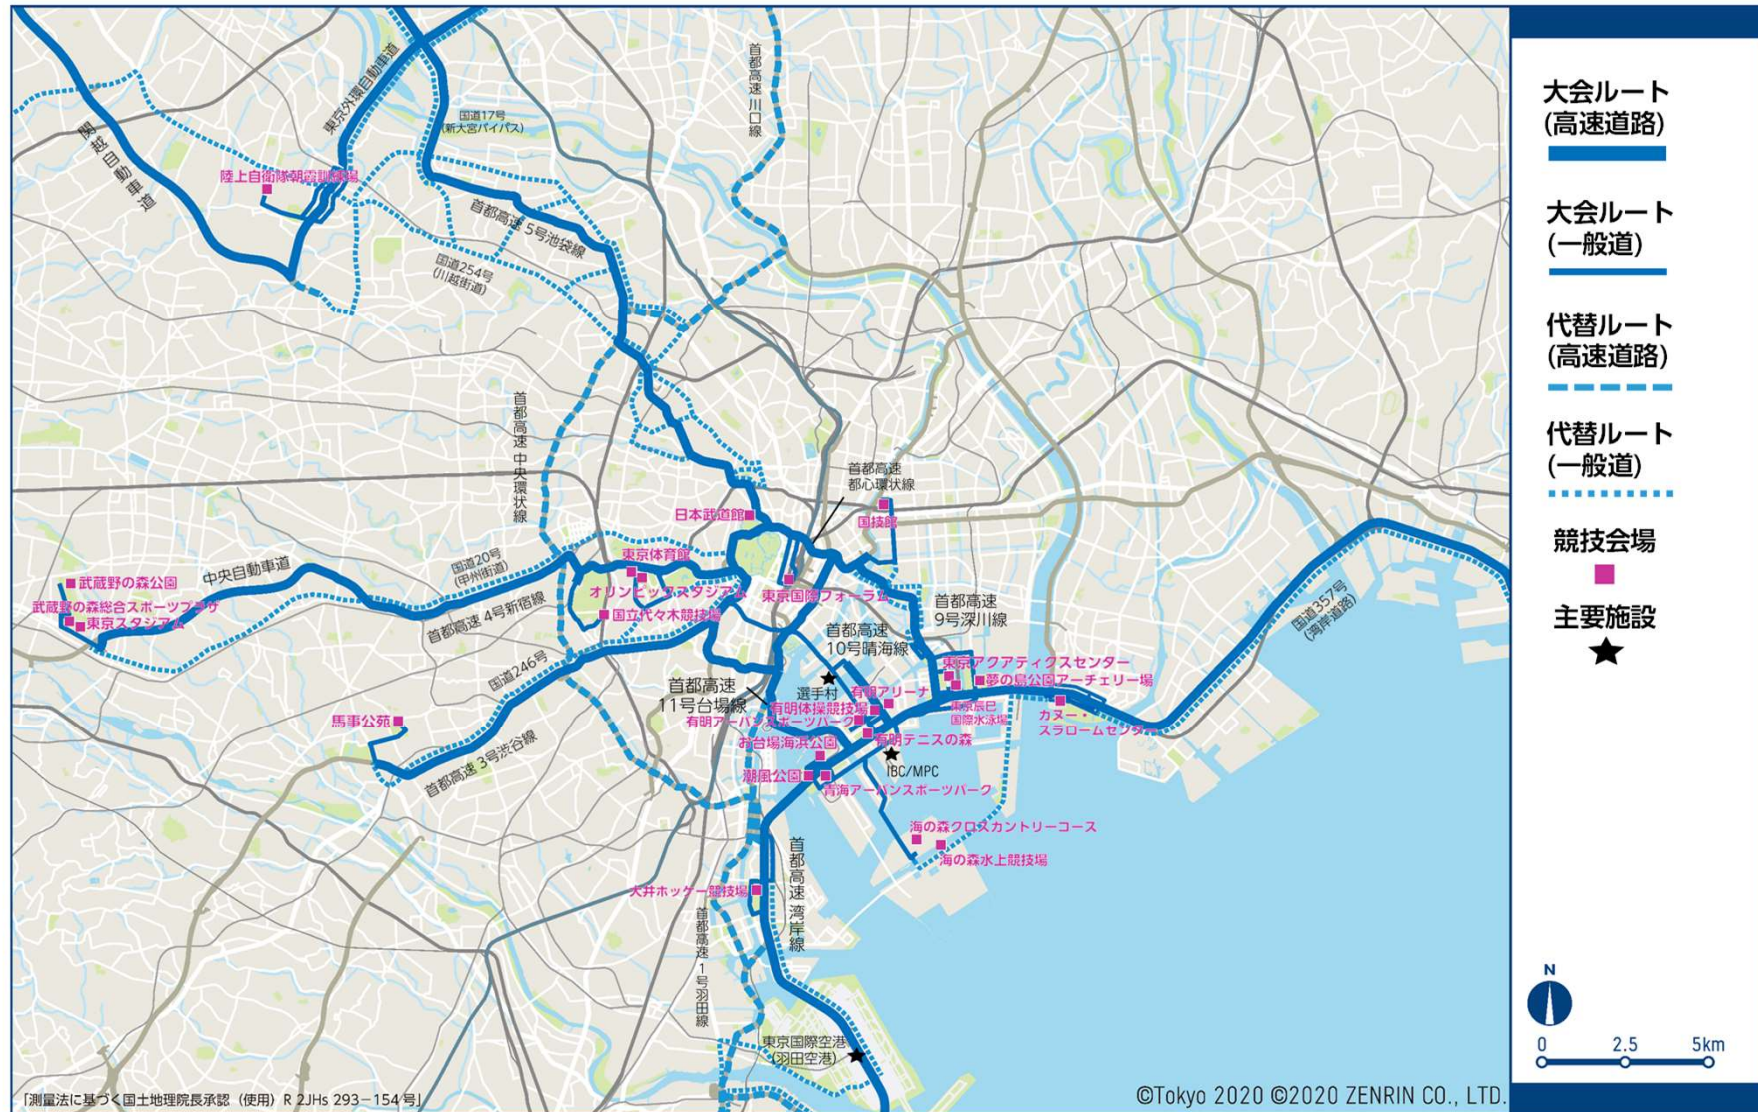 首都高速川口線
東京外環自動車道
国道17号
(新大宮バイパス)
関越自動車道
陸上自衛隊朝霞訓練場
首都高速 5号池袋線
国道254号
(川越街道)
首都高速 中央環状線
首都高速
都心環状線
国技館
日本武道館
東京体育館
国道20号
(甲州街道)
中央自動車道
武蔵野の森公園
武蔵野の森総合スポーツプラザ
東京スタジアム
首都高速 4号新宿線
オリンピックスタジアム
東京国際フォーラム
国立代々木競技場
首都高速
9号深川線
国道357号
(湾岸道路)
首都高速
10号晴海線
国道246号
首都高速
11号台場線
選手村
東京アクアティクスセンター
夢の島公園アーチェリー場
有明アリーナ
東京辰巳
国際水泳場
有明体操競技場
有明アーバンスポーツパーク
カヌー・
スラロームセンター
馬事公苑
有明テニスの森
お台場海浜公園
首都高速 3号渋谷線
IBC/MPC
潮風公園
青海アーバンスポーツパーク
海の森クロスカントリーコース
海の森水上競技場
首都高速 湾岸線
大井ホッケー競技場
首都高速 1号羽田線
東京国際空港
(羽田空港)
「測量法に基づく国土地理院長承認(使用)R 2JHs 293-154号」
©Tokyo 2020 ©2020 ZENRIN CO., LTD.
大会ルート
(高速道路)
大会ルート
(一般道)
代替ルート
(高速道路)
代替ルート
(一般道)
競技会場
主要施設
N
0 2.5 5km